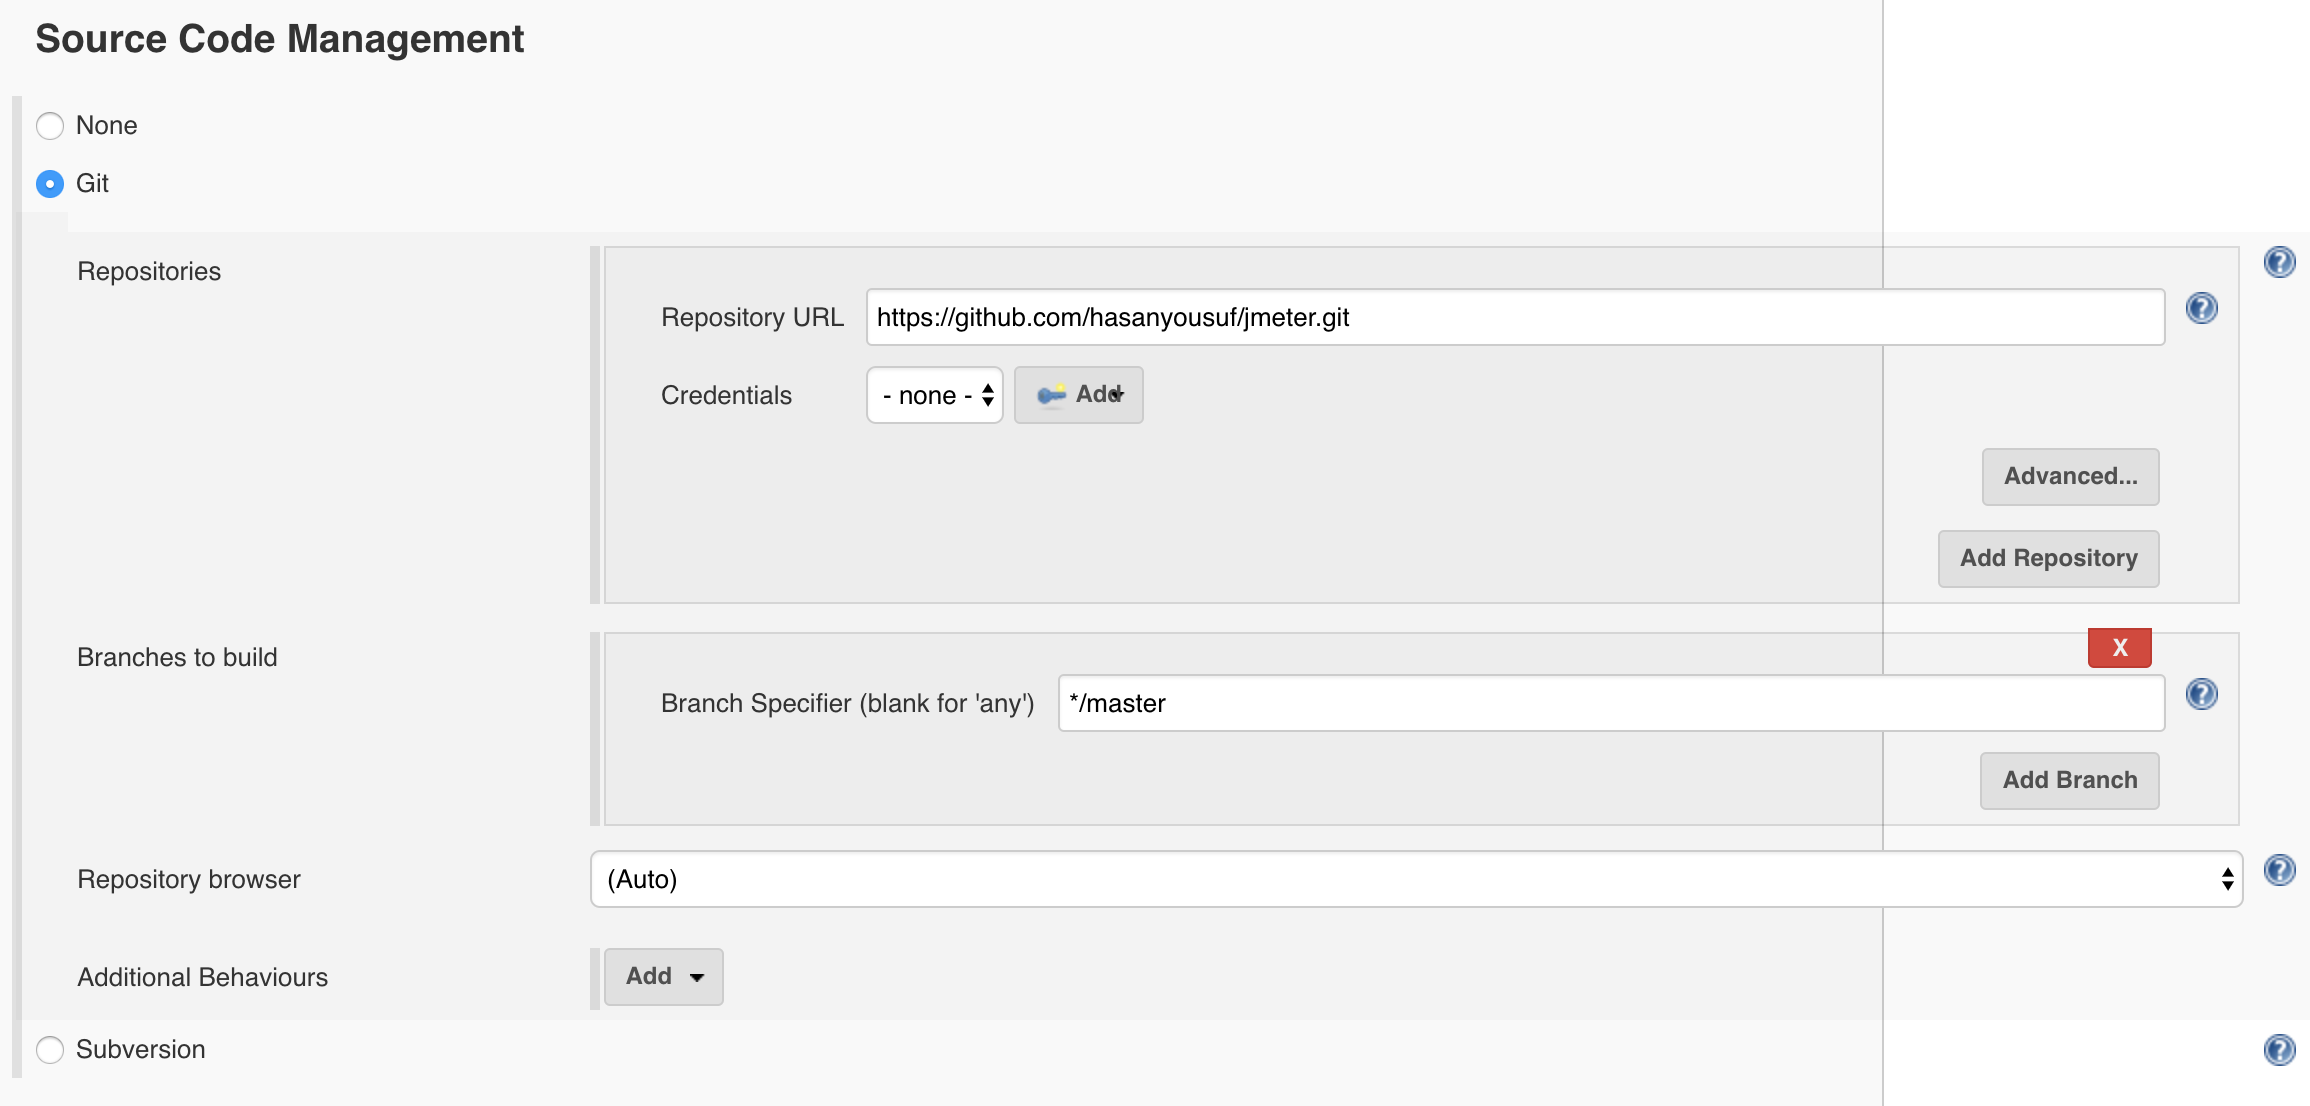 Source Code Management
None
Git
Repositories
Repository URL https://github.com/hasanyousuf/jmeter.git
Credentials - none - Add
Advanced...
Add Repository
Branches to build
X
Branch Specifier (blank for 'any') */master
Add Branch
Repository browser (Auto)
Additional Behaviours Add
Subversion